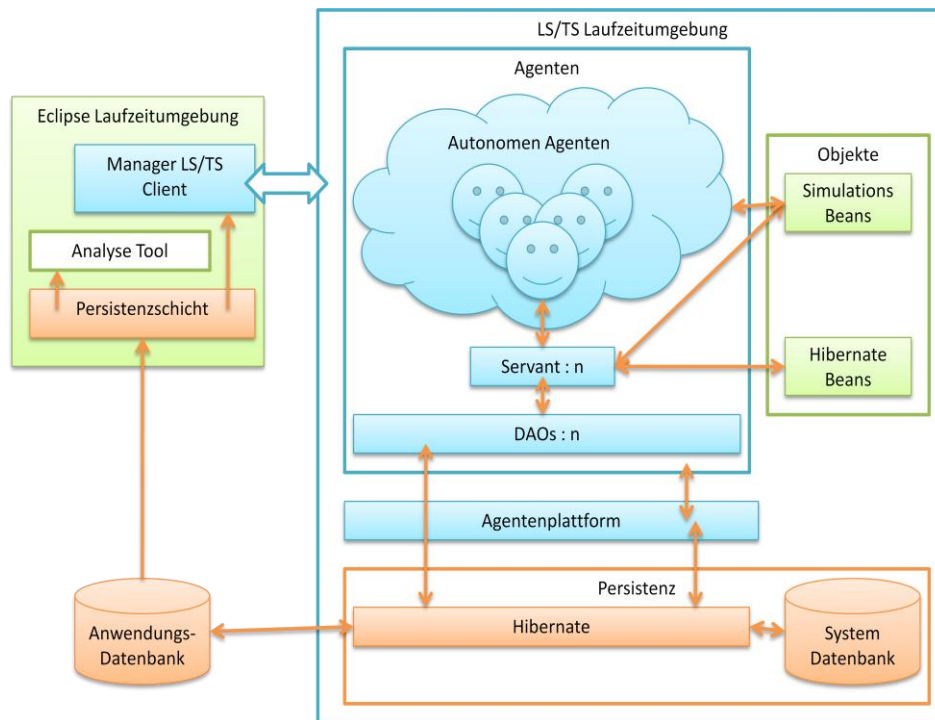 LS/TS Laufzeitumgebung
Agenten
Eclipse Laufzeitumgebung
Manager LS/TS
Client
Analyse Tool
Persistenzschicht
Autonomen Agenten
Objekte
Simulations
Beans
Hibernate
Beans
Servant : n
DAOs : n
Agentenplattform
Persistenz
Hibernate
System
Datenbank
Anwendungs-
Datenbank